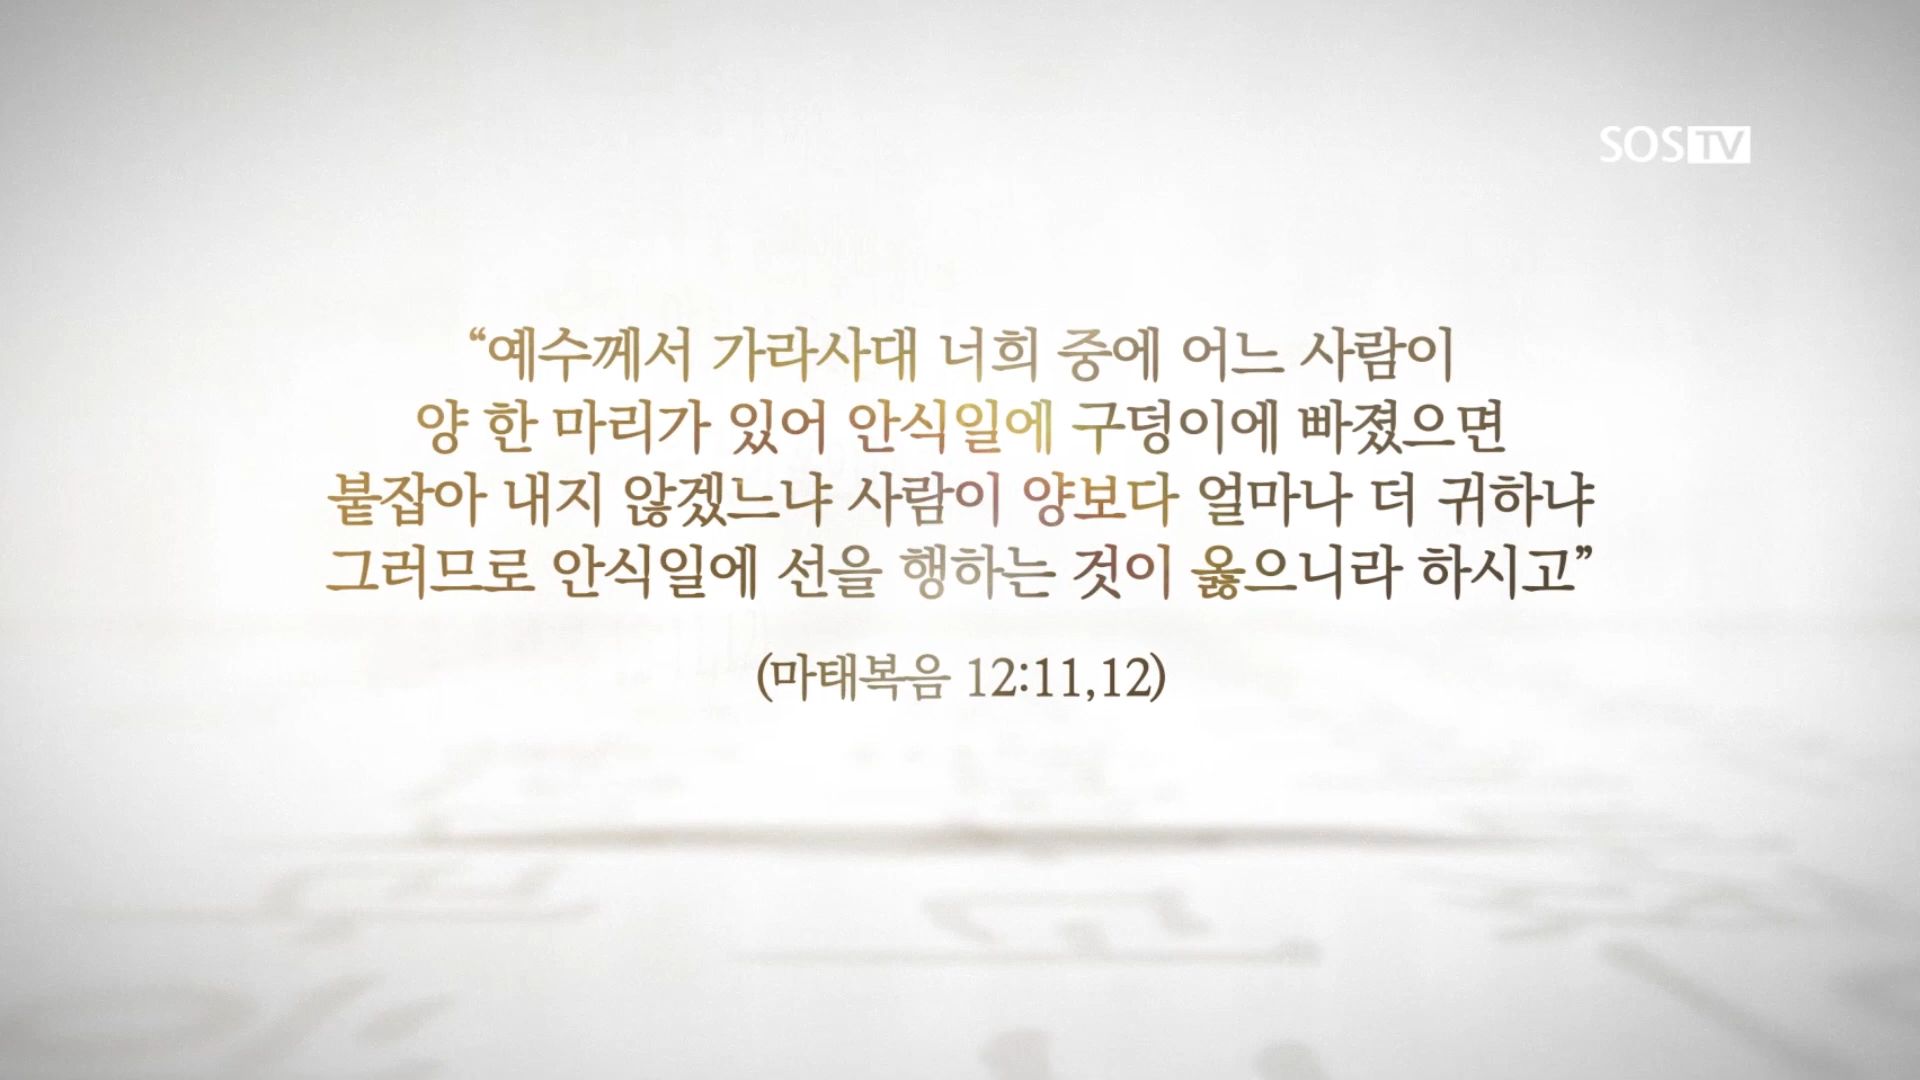 SOSTV
“예수께서 가라사대 너희 중에 어느 사람이
양 한 마리가 있어 안식일에 구덩이에 빠졌으면
붙잡아 내지 않겠느냐 사람이 양보다 얼마나 더 귀하냐
그러므로 안식일에 선을 행하는 것이 옳으니라 하시고”
(마태복음 12:11,12)